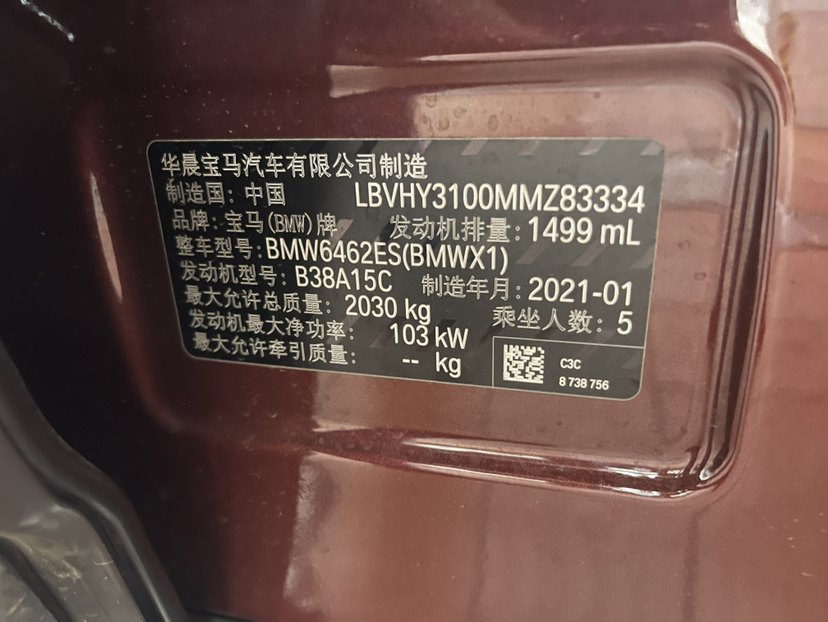 华晨宝马汽车有限公司制造
制造国：中国 LBVHY3100MMZ83334
品牌：宝马(BMW)牌 发动机排量：1499 mL
整车型号：BMW6462ES(BMWX1)
发动机型号：B38A15C 制造年月：2021-01
最大允许总质量：2030 kg 乘坐人数：5
发动机最大净功率：103 kW
最大允许牵引质量：-- kg
C3C
8 738 756